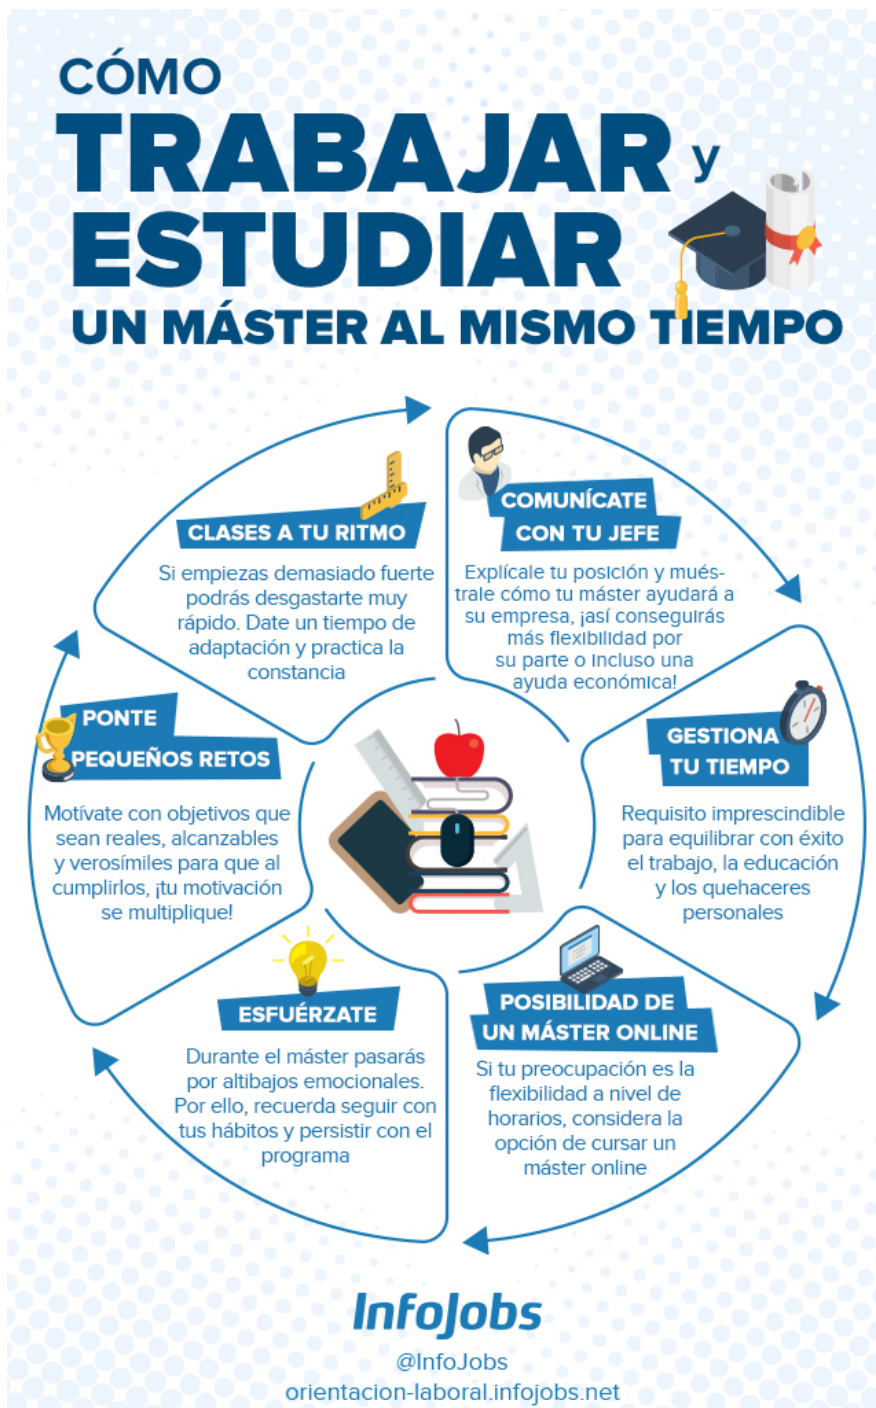 CÓMO
TRABAJAR y
ESTUDIAR
UN MÁSTER AL MISMO TIEMPO
COMUNÍCATE
CON TU JEFE
Explícale tu posición y mués-
trale cómo tu máster ayudará a
su empresa, ¡así conseguirás
más flexibilidad por
su parte o incluso una
ayuda económica!
GESTIONA
TU TIEMPO
Requisito imprescindible
para equilibrar con éxito
el trabajo, la educación
y los quehaceres
personales
POSIBILIDAD DE
UN MÁSTER ONLINE
Si tu preocupación es la
flexibilidad a nivel de
horarios, considera la
opción de cursar un
máster online
ESFUÉRZATE
Durante el máster pasarás
por altibajos emocionales.
Por ello, recuerda seguir con
tus hábitos y persistir con el
programa
PONTE
PEQUEÑOS RETOS
Motívate con objetivos que
sean reales, alcanzables
y verosímiles para que al
cumplirlos, ¡tu motivación
se multiplique!
CLASES A TU RITMO
Si empiezas demasiado fuerte
podrás desgastarte muy
rápido. Date un tiempo de
adaptación y practica la
constancia
InfoJobs
@InfoJobs
orientacion-laboral.infojobs.net